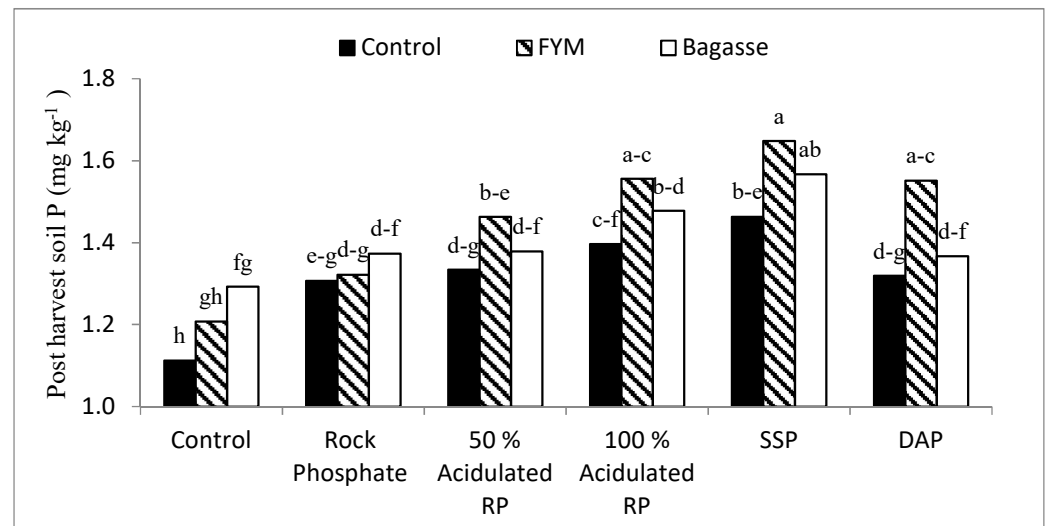 Control FYM Bagasse
Post harvest soil P (mg kg⁻¹ )
1.8
1.6
1.4
1.2
1.0
h gh fg
e-g d-g d-f
d-g b-e d-f
c-f a-c b-d
b-e a ab
d-g a-c d-f
Control
Rock
Phosphate
50 %
Acidulated
RP
100 %
Acidulated
RP
SSP
DAP